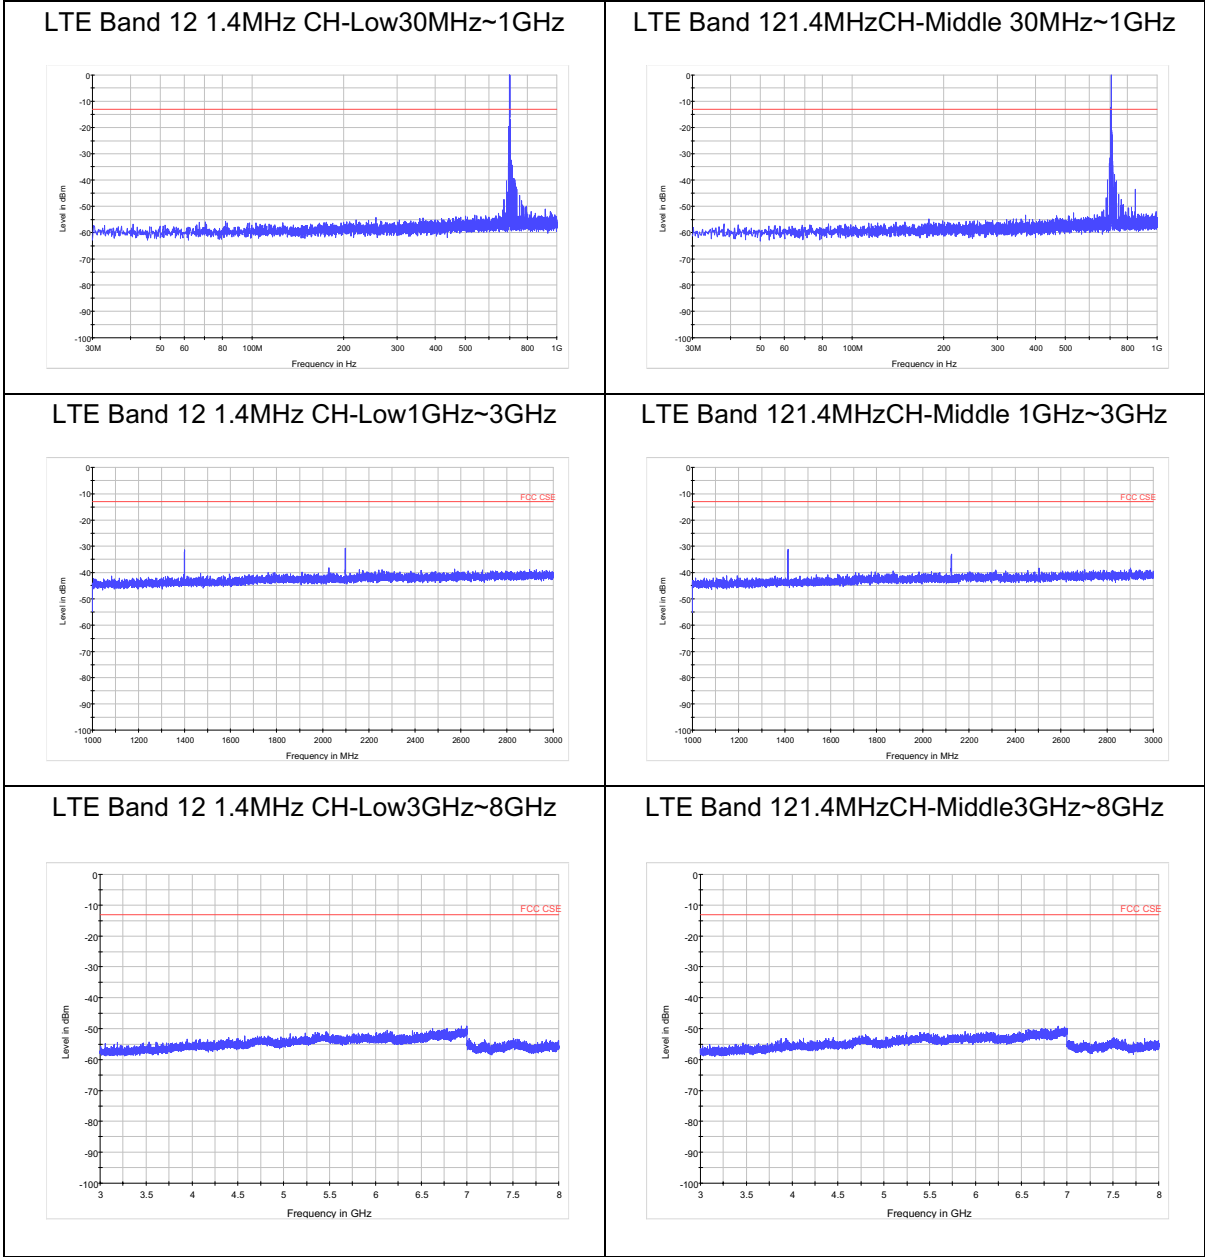 LTE Band 12 1.4MHz CH-Low30MHz~1GHz
0
-10
-20
-30
-40
-50
-60
-70
-80
-90
-100
Level in dBm
30M 50 60 80 100M 200 300 400 500 800 1G
Frequency in Hz
LTE Band 121.4MHzCH-Middle 30MHz~1GHz
0
-10
-20
-30
-40
-50
-60
-70
-80
-90
-100
Level in dBm
30M 50 60 80 100M 200 300 400 500 800 1G
Frequency in Hz
LTE Band 12 1.4MHz CH-Low1GHz~3GHz
0
-10
-20
-30
-40
-50
-60
-70
-80
-90
-100
Level in dBm
FCC CSE
1000 1200 1400 1600 1800 2000 2200 2400 2600 2800 3000
Frequency in MHz
LTE Band 121.4MHzCH-Middle 1GHz~3GHz
0
-10
-20
-30
-40
-50
-60
-70
-80
-90
-100
Level in dBm
FCC CSE
1000 1200 1400 1600 1800 2000 2200 2400 2600 2800 3000
Frequency in MHz
LTE Band 12 1.4MHz CH-Low3GHz~8GHz
0
-10
-20
-30
-40
-50
-60
-70
-80
-90
-100
Level in dBm
FCC CSE
3 3.5 4 4.5 5 5.5 6 6.5 7 7.5 8
Frequency in GHz
LTE Band 121.4MHzCH-Middle3GHz~8GHz
0
-10
-20
-30
-40
-50
-60
-70
-80
-90
-100
Level in dBm
FCC CSE
3 3.5 4 4.5 5 5.5 6 6.5 7 7.5 8
Frequency in GHz